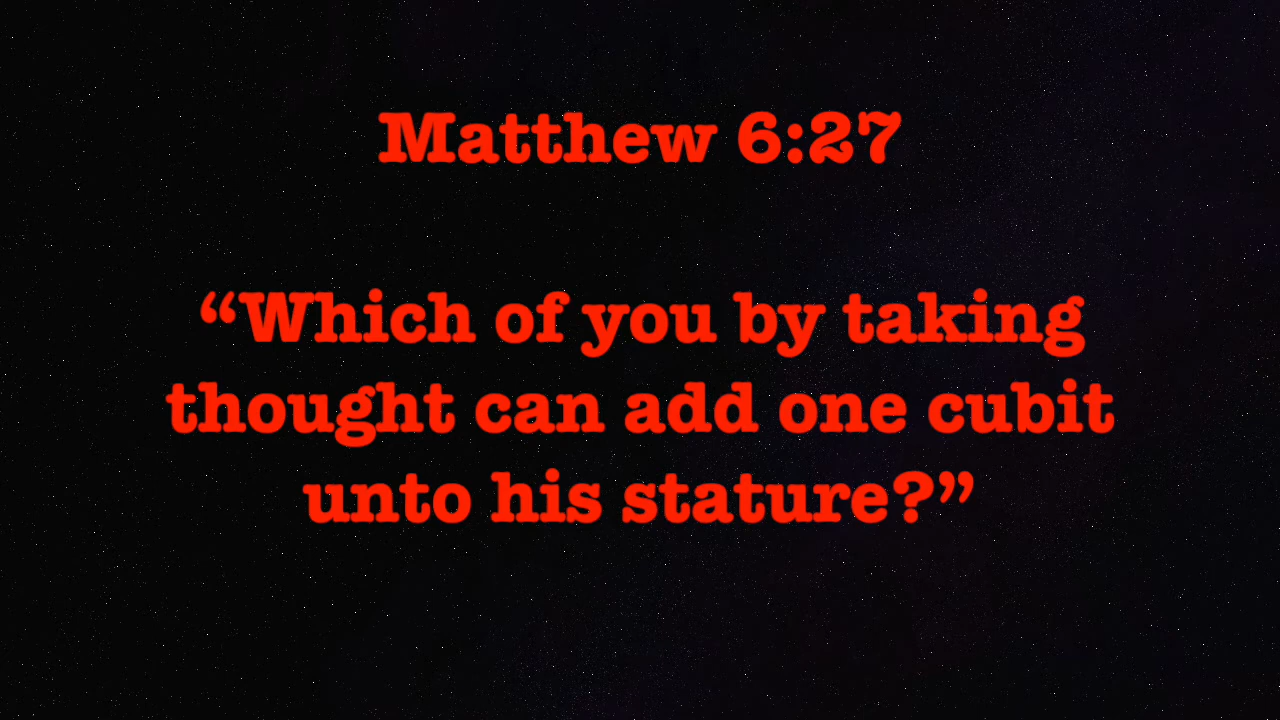 Matthew 6:27
“Which of you by taking
thought can add one cubit
unto his stature?”